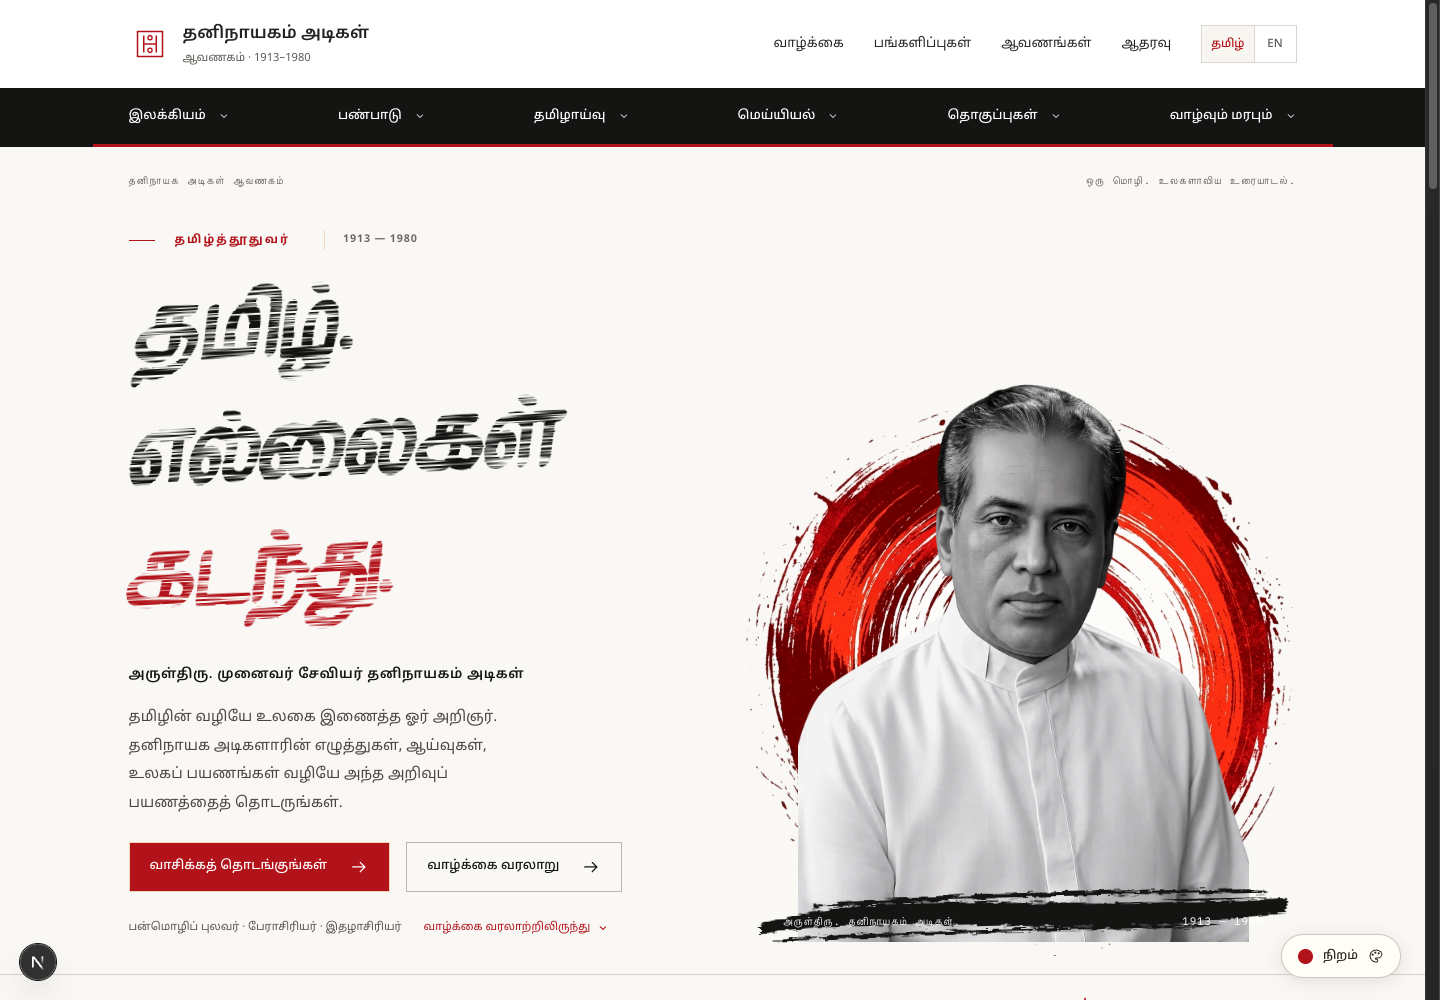 தனிநாயகம் அடிகள்
ஆவணகம் · 1913–1980
வாழ்க்கை பங்களிப்புகள் ஆவணங்கள் ஆதரவு தமிழ் EN
இலக்கியம் பண்பாடு தமிழாய்வு மெய்யியல் தொகுப்புகள் வாழ்வும் மரபும்
தனிநாயக அடிகள் ஆவணகம்
ஒரு மொழி. உலகளாவிய உரையாடல்.
தமிழ்த்தூதுவர் 1913 — 1980
தமிழ்.
எல்லைகள்
கடந்து.
அருள்திரு. முனைவர் சேவியர் தனிநாயகம் அடிகள்
தமிழின் வழியே உலகை இணைத்த ஓர் அறிஞர்.
தனிநாயக அடிகளாரின் எழுத்துகள், ஆய்வுகள்,
உலகப் பயணங்கள் வழியே அந்த அறிவுப்
பயணத்தைத் தொடருங்கள்.
வாசிக்கத் தொடங்குங்கள் → வாழ்க்கை வரலாறு →
பன்மொழிப் புலவர் · பேராசிரியர் · இதழாசிரியர் வாழ்க்கை வரலாற்றிலிருந்து
அருள்திரு. தனிநாயகம் அடிகள்
1913 —
N
நிறம்